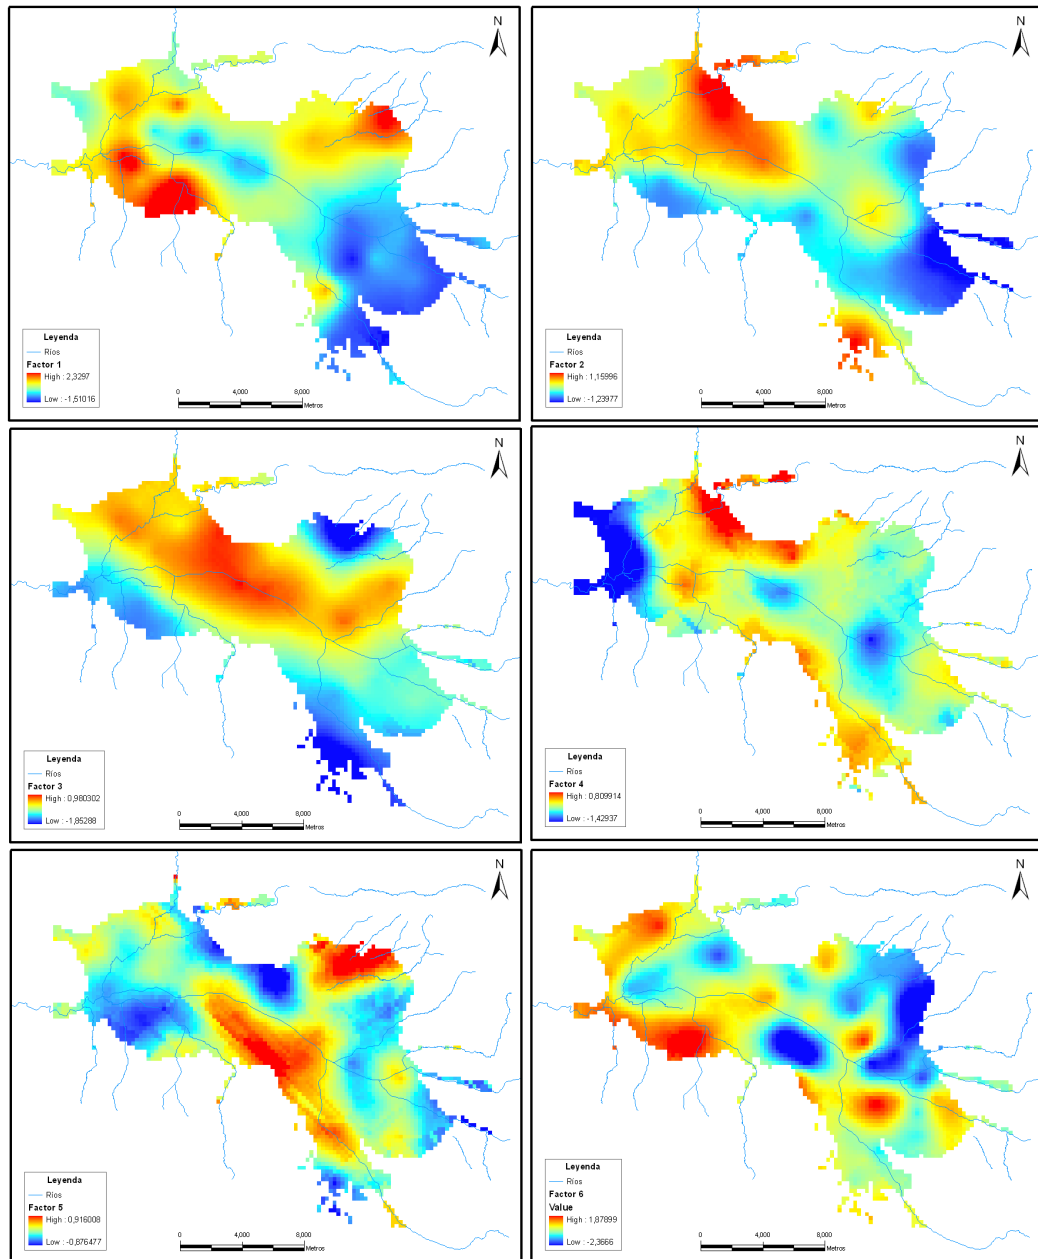 N
Leyenda
Ríos
Factor 1
High : 2,3297
Low : -1,51016
0 4,000 8,000
Metros
N
Leyenda
Ríos
Factor 2
High : 1,15996
Low : -1,23977
0 4,000 8,000
Metros
N
Leyenda
Ríos
Factor 3
High : 0,980302
Low : -1,85288
0 4,000 8,000
Metros
N
Leyenda
Ríos
Factor 4
High : 0,809914
Low : -1,42937
0 4,000 8,000
Metros
N
Leyenda
Ríos
Factor 5
High : 0,916008
Low : -0,876477
0 4,000 8,000
Metros
N
Leyenda
Ríos
Factor 6
Value
High : 1,87899
Low : -2,3666
0 4,000 8,000
Metros